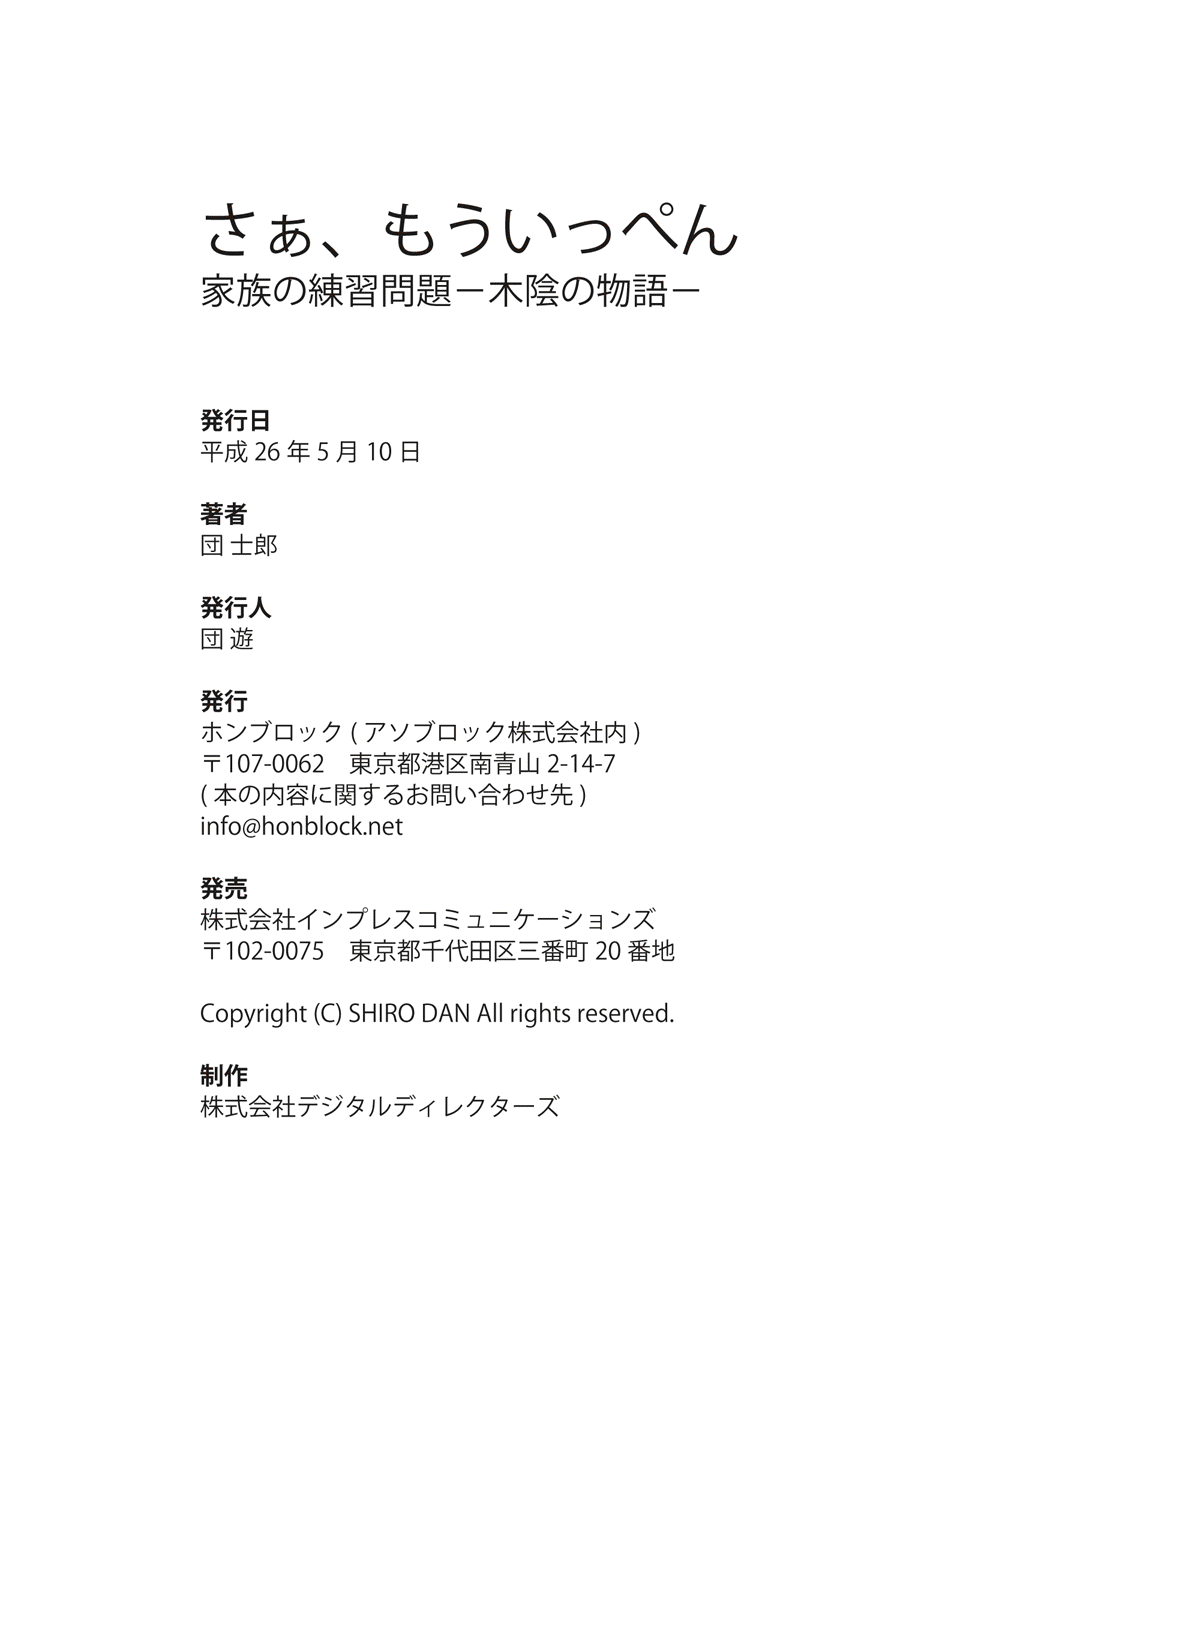 さぁ、もういっぺん
家族の練習問題－木陰の物語－
発行日
平成 26 年 5 月 10 日
著者
団 士郎
発行人
団 遊
発行
ホンブロック ( アソブロック株式会社内 )
〒107-0062　東京都港区南青山 2-14-7
( 本の内容に関するお問い合わせ先 )
info@honblock.net
発売
株式会社インプレスコミュニケーションズ
〒102-0075　東京都千代田区三番町 20 番地
Copyright (C) SHIRO DAN All rights reserved.
制作
株式会社デジタルディレクターズ